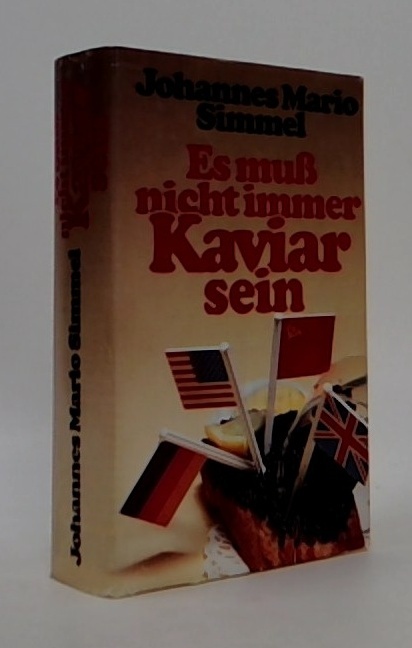 Johannes Mario
Simmel
Es muß
nicht immer
Kaviar
sein
Johannes Mario Simmel